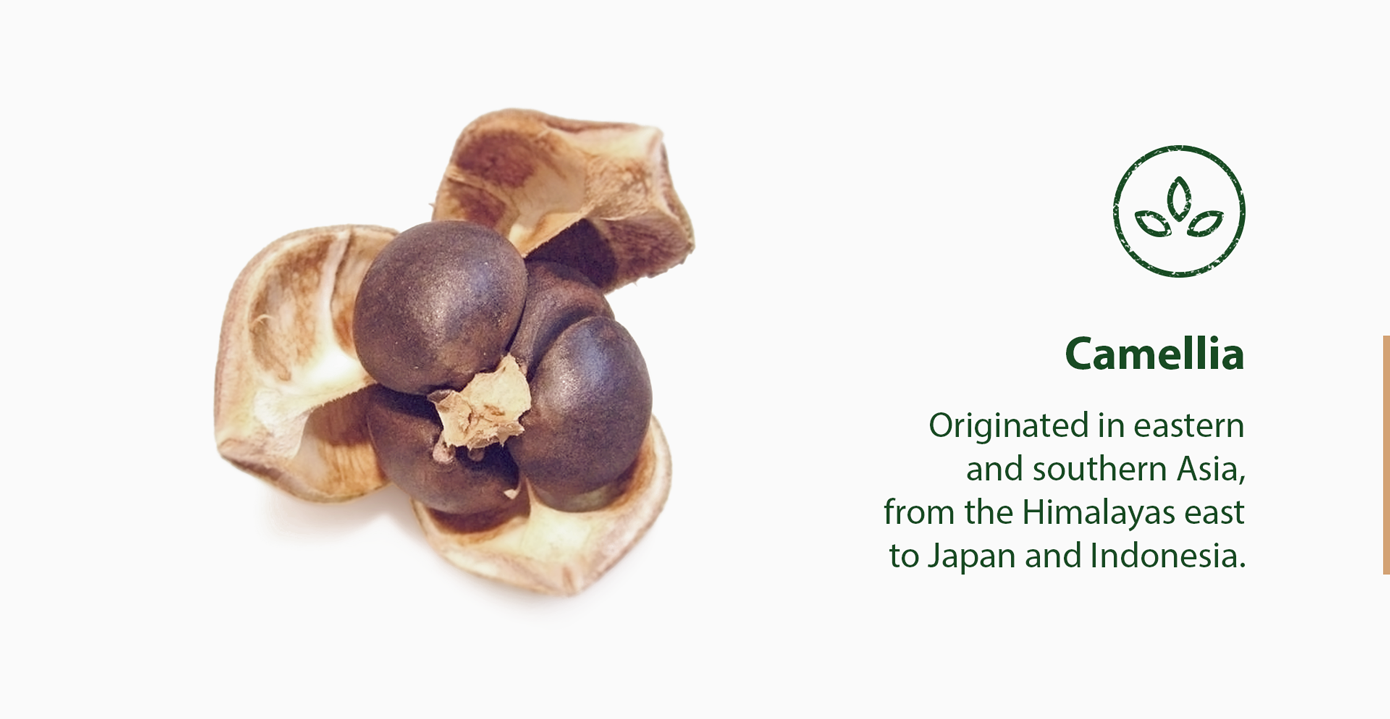 Camellia
Originated in eastern
and southern Asia,
from the Himalayas east
to Japan and Indonesia.